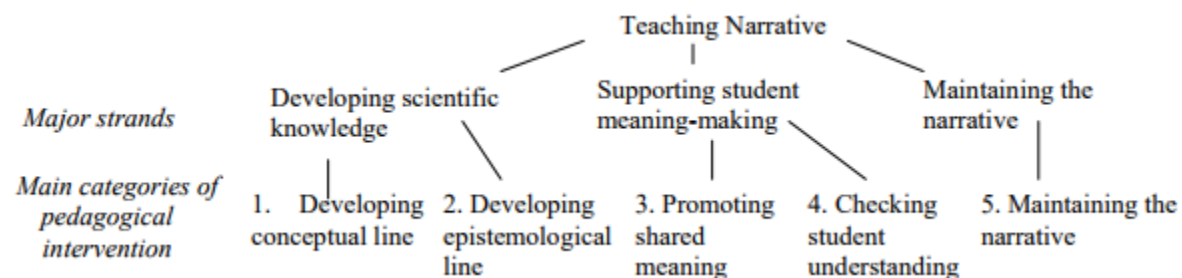 Teaching Narrative
Major strands
Developing scientific
knowledge
Supporting student
meaning-making
Maintaining the
narrative
Main categories of
pedagogical
intervention
1. Developing
conceptual line
2. Developing
epistemological
line
3. Promoting
shared
meaning
4. Checking
student
understanding
5. Maintaining the
narrative